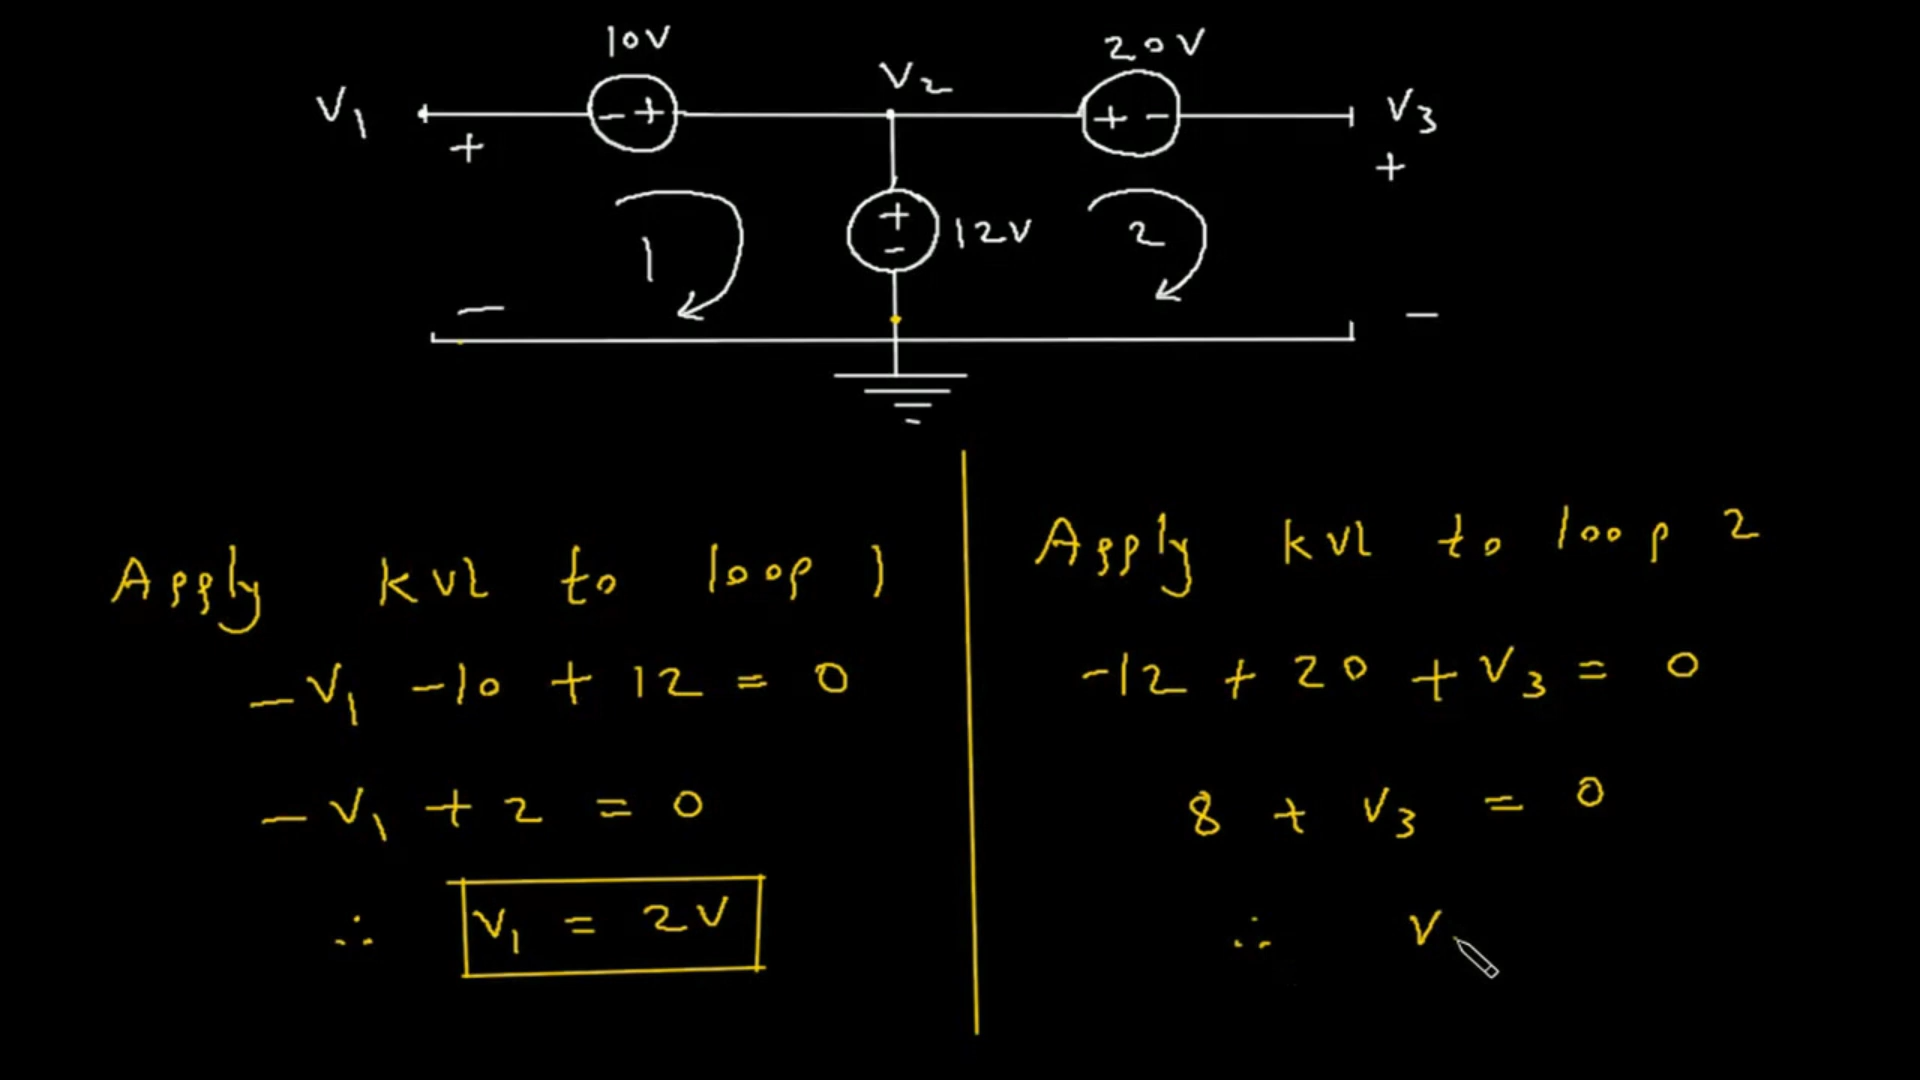 10V
20V
V1
V2
V3
+
- +
+ -
+
1
+
-
12V
2
-
-
Apply kvl to loop 1
-V1 -10 + 12 = 0
-V1 + 2 = 0
∴ V1 = 2V
Apply kvl to loop 2
-12 + 20 + V3 = 0
8 + V3 = 0
∴ V